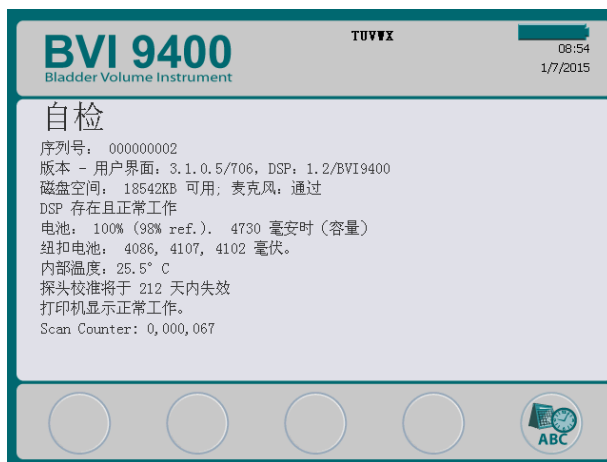 BVI 9400
Bladder Volume Instrument
TUVWX
08:54
1/7/2015
自检
序列号： 000000002
版本 - 用户界面：3.1.0.5/706，DSP：1.2/BVI9400
磁盘空间： 18542KB 可用；麦克风：通过
DSP 存在且正常工作
电池： 100% (98% ref.). 4730 毫安时（容量）
纽扣电池： 4086, 4107, 4102 毫伏。
内部温度：25.5° C
探头校准将于 212 天内失效
打印机显示正常工作。
Scan Counter: 0,000,067
ABC